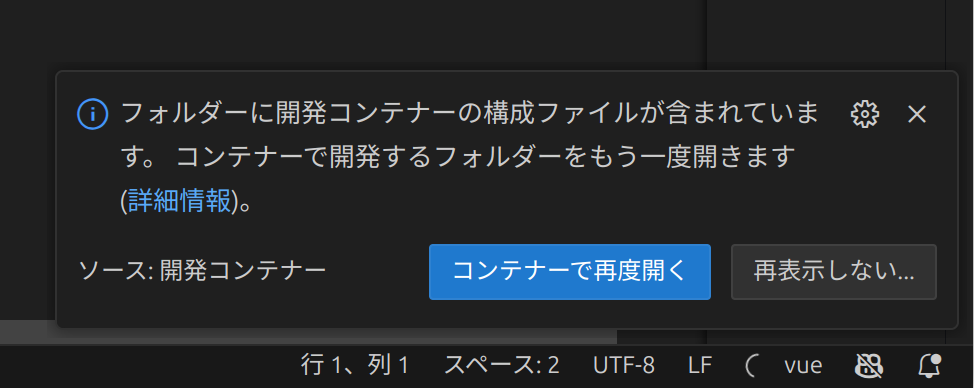 フォルダーに開発コンテナーの構成ファイルが含まれていま
す。 コンテナーで開発するフォルダーをもう一度開きます
(詳細情報)。
ソース: 開発コンテナー
コンテナーで再度開く
再表示しない...
行 1、列 1 スペース: 2 UTF-8 LF vue